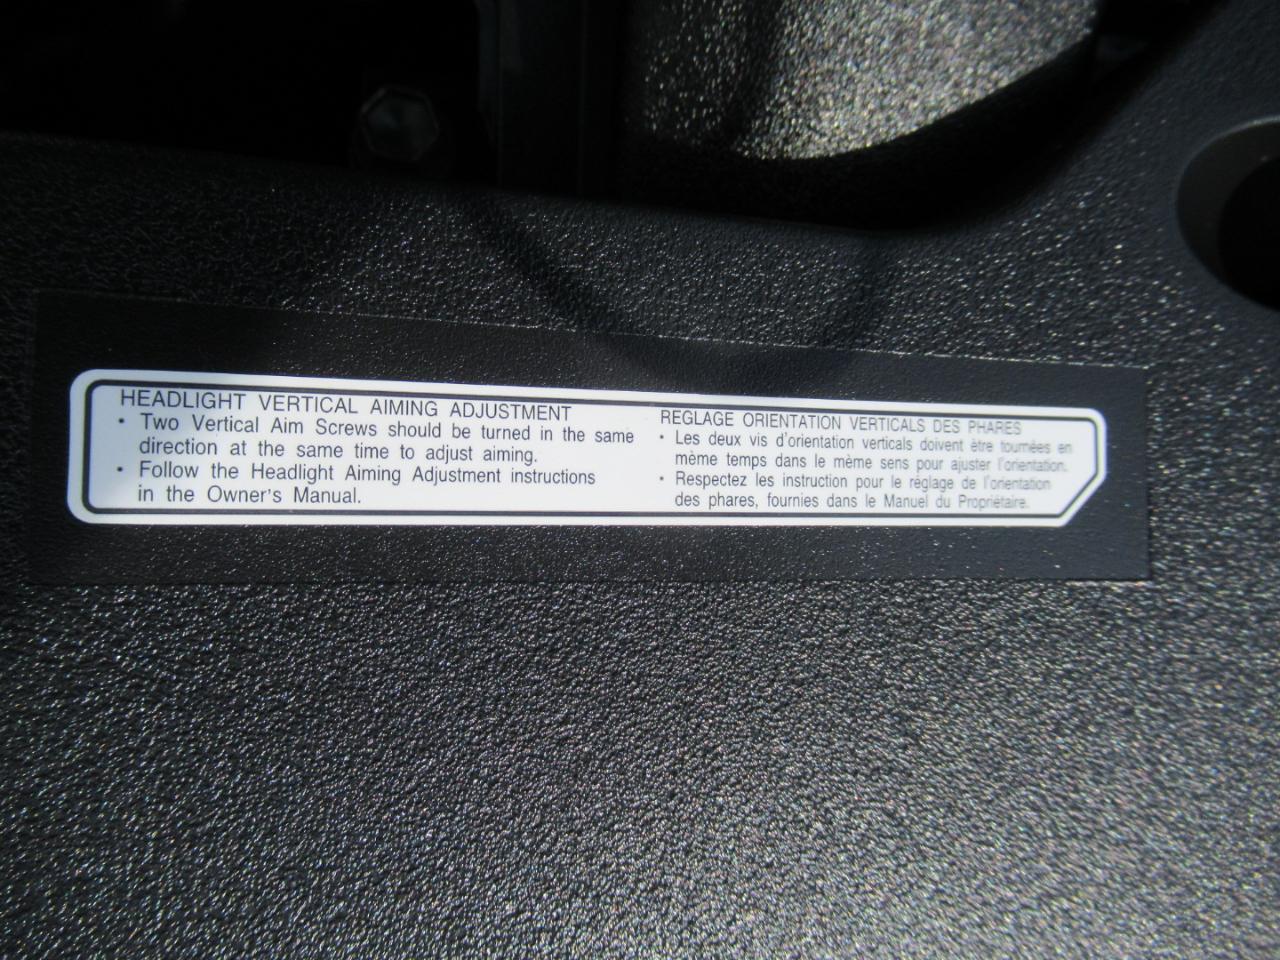 HEADLIGHT VERTICAL AIMING ADJUSTMENT
• Two Vertical Aim Screws should be turned in the same
direction at the same time to adjust aiming.
• Follow the Headlight Aiming Adjustment instructions
in the Owner's Manual.
REGLAGE ORIENTATION VERTICALS DES PHARES
• Les deux vis d'orientation verticals doivent ètre tournées en
mème temps dans le mème sens pour ajuster l'orientation.
• Respectez les instruction pour le réglage de l'orientation
des phares, fournies dans le Manuel du Propriétaire.